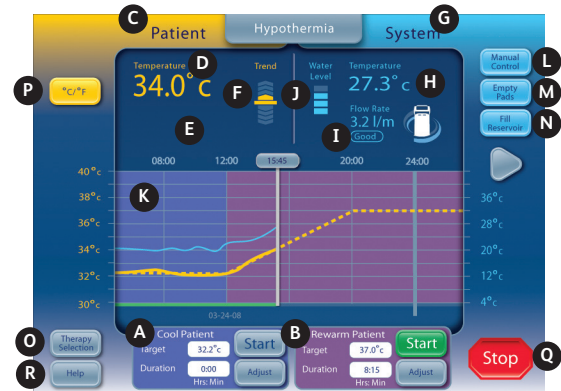 C
Patient
Hypothermia
G
System
Temperature
D
34.0°c
Trend
F
E
Water
Level
J
Temperature
27.3°c
H
Flow Rate
3.2 l/m
Good
I
P
°C/°F
Manual
Control
L
Empty
Pads
M
Fill
Reservoir
N
08:00
12:00
15:45
20:00
24:00
K
40°c
38°c
36°c
34°c
32°c
30°c
36°c
28°c
20°c
12°c
4°c
03-24-08
O
Therapy
Selection
R
Help
A
Cool Patient
Target
32.2°c
Start
Duration
0:00
Adjust
Hrs: Min
B
Rewarm Patient
Target
37.0°c
Start
Duration
8:15
Adjust
Hrs: Min
Stop
Q